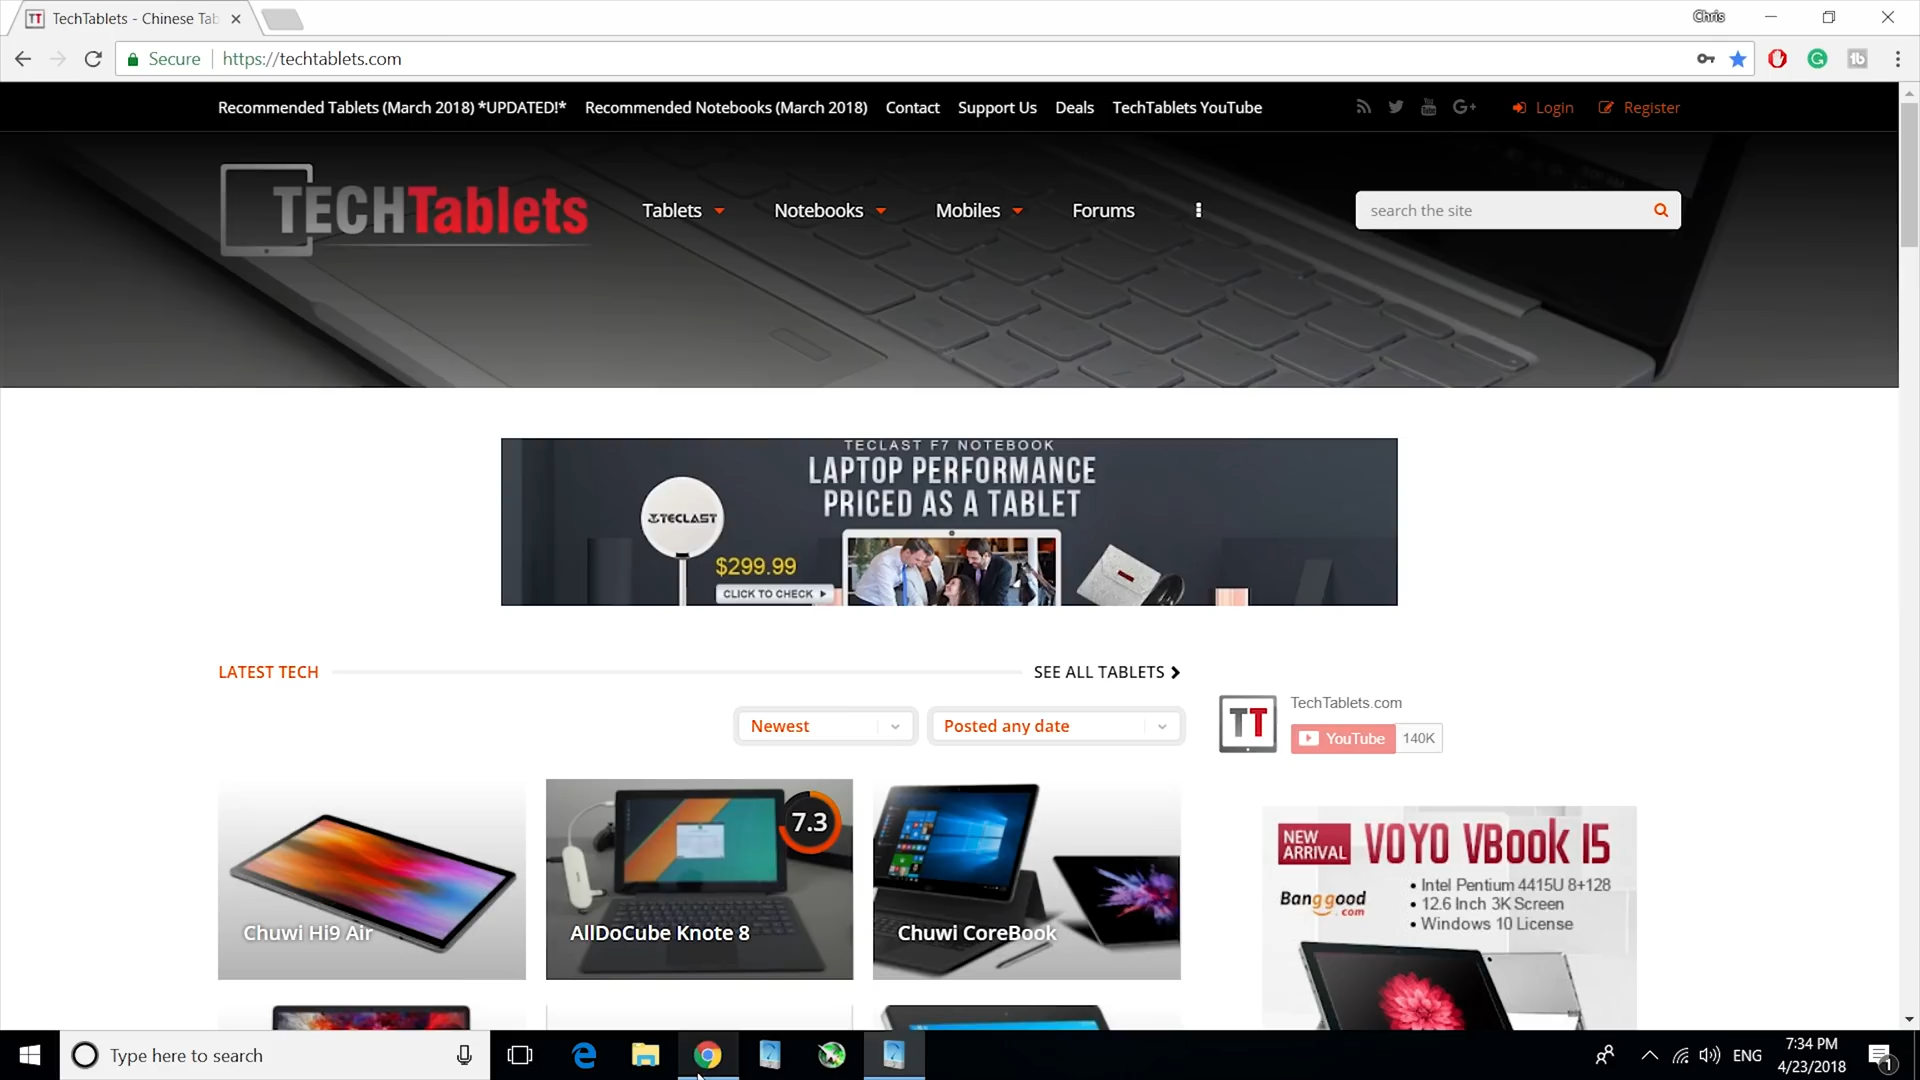 TechTablets - Chinese Tab
Chris
Secure
https://techtablets.com
Recommended Tablets (March 2018) *UPDATED!*
Recommended Notebooks (March 2018)
Contact
Support Us
Deals
TechTablets YouTube
Login
Register
TECHTablets
Tablets
Notebooks
Mobiles
Forums
search the site
TECLAST F7 NOTEBOOK
LAPTOP PERFORMANCE
PRICED AS A TABLET
TECLAST
$299.99
CLICK TO CHECK
LATEST TECH
SEE ALL TABLETS
Newest
Posted any date
TT
TechTablets.com
YouTube
140K
Chuwi Hi9 Air
7.3
AllDoCube Knote 8
Chuwi CoreBook
NEW
ARRIVAL
VOYO VBook I5
Banggood
.com
• Intel Pentium 4415U 8+128
• 12.6 Inch 3K Screen
• Windows 10 License
Type here to search
ENG
7:34 PM
4/23/2018
1